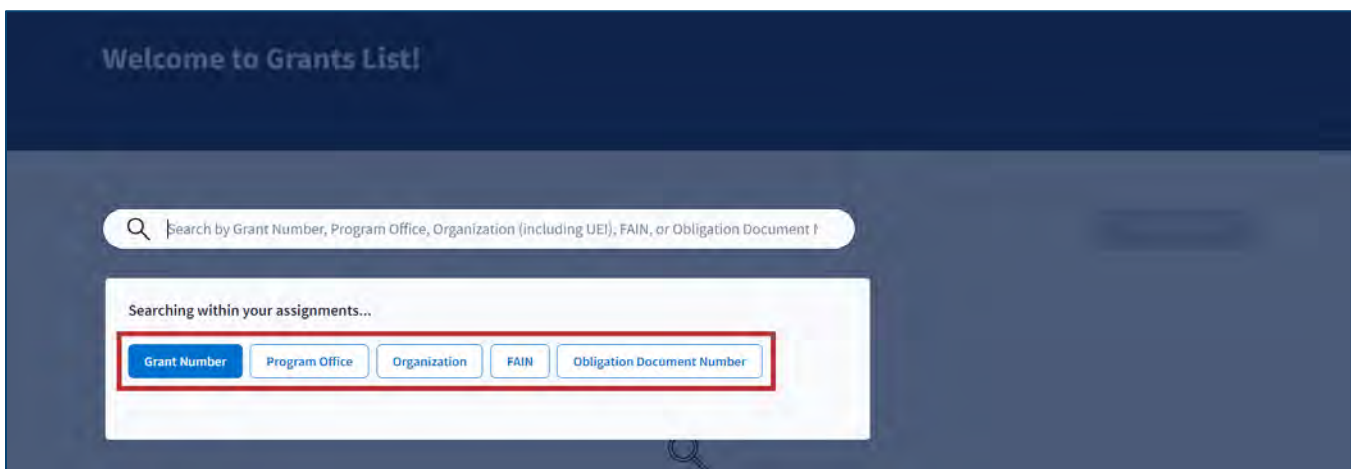 Welcome to Grants List!
Search by Grant Number, Program Office, Organization (including UEI), FAIN, or Obligation Document
Searching within your assignments...
Grant Number Program Office Organization FAIN Obligation Document Number